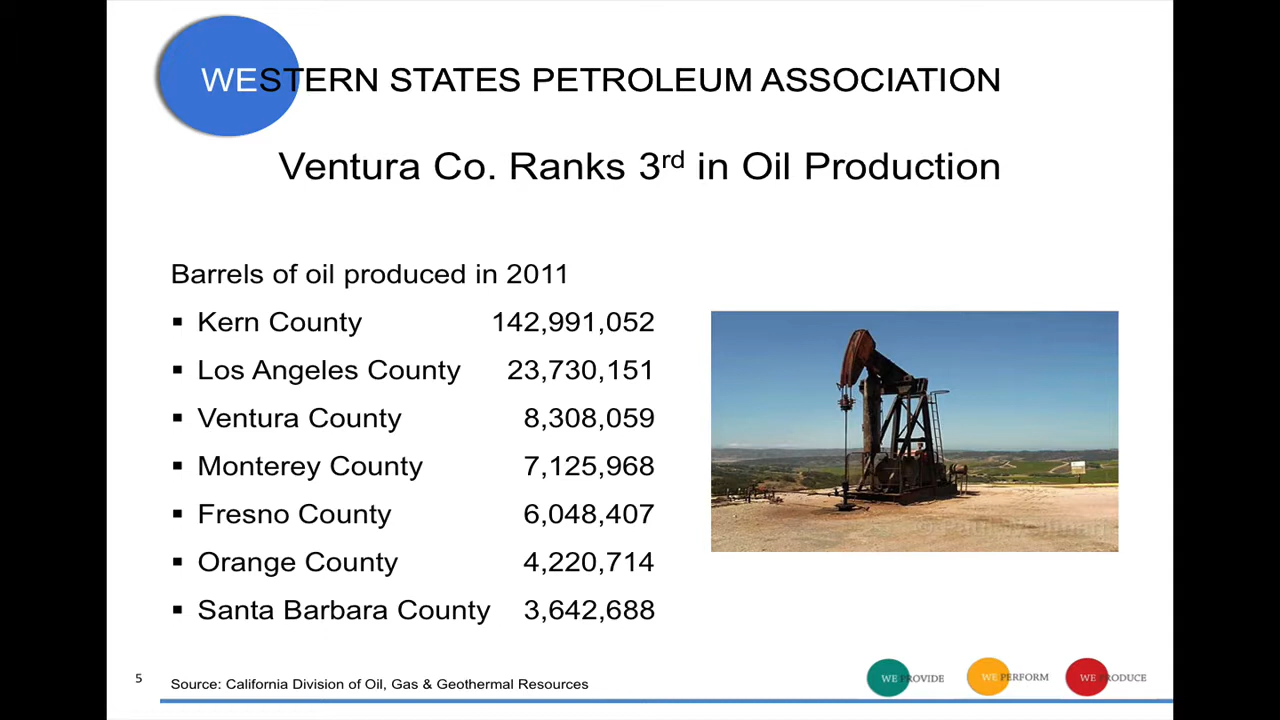 WESTERN STATES PETROLEUM ASSOCIATION
Ventura Co. Ranks 3rd in Oil Production
Barrels of oil produced in 2011
▪ Kern County 142,991,052
▪ Los Angeles County 23,730,151
▪ Ventura County 8,308,059
▪ Monterey County 7,125,968
▪ Fresno County 6,048,407
▪ Orange County 4,220,714
▪ Santa Barbara County 3,642,688
5
Source: California Division of Oil, Gas & Geothermal Resources
WE PROVIDE
WE PERFORM
WE PRODUCE